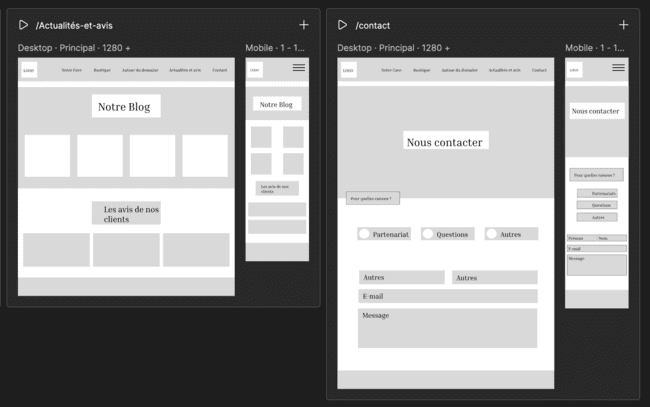 /Actualités-et-avis
Desktop · Principal · 1280 +
Mobile · 1 - 1...
LOGO
Notre Cave
Boutique
Autour du domaine
Actualités et avis
Contact
Notre Blog
Les avis de nos
clients
Notre Blog
Les avis de nos
clients
/contact
Desktop · Principal · 1280 +
Mobile · 1 - 1...
LOGO
Notre Cave
Boutique
Autour du domaine
Actualités et avis
Contact
Nous contacter
Pour quelles raisons ?
Partenariat
Questions
Autres
Autres
Autres
E-mail
Message
LOGO
Nous contacter
Pour quelles raisons ?
Partenariats
Questions
Autres
Prénom
Nom
E-mail
Message